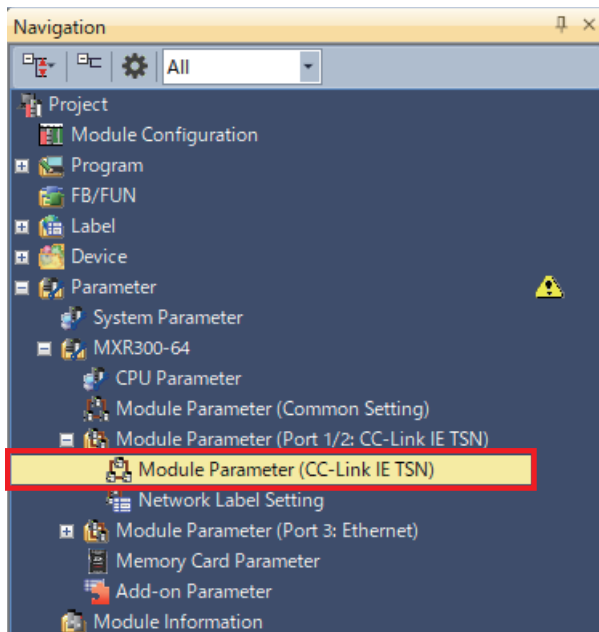 Navigation
All
Project
Module Configuration
Program
FB/FUN
Label
Device
Parameter
System Parameter
MXR300-64
CPU Parameter
Module Parameter (Common Setting)
Module Parameter (Port 1/2: CC-Link IE TSN)
Module Parameter (CC-Link IE TSN)
Network Label Setting
Module Parameter (Port 3: Ethernet)
Memory Card Parameter
Add-on Parameter
Module Information